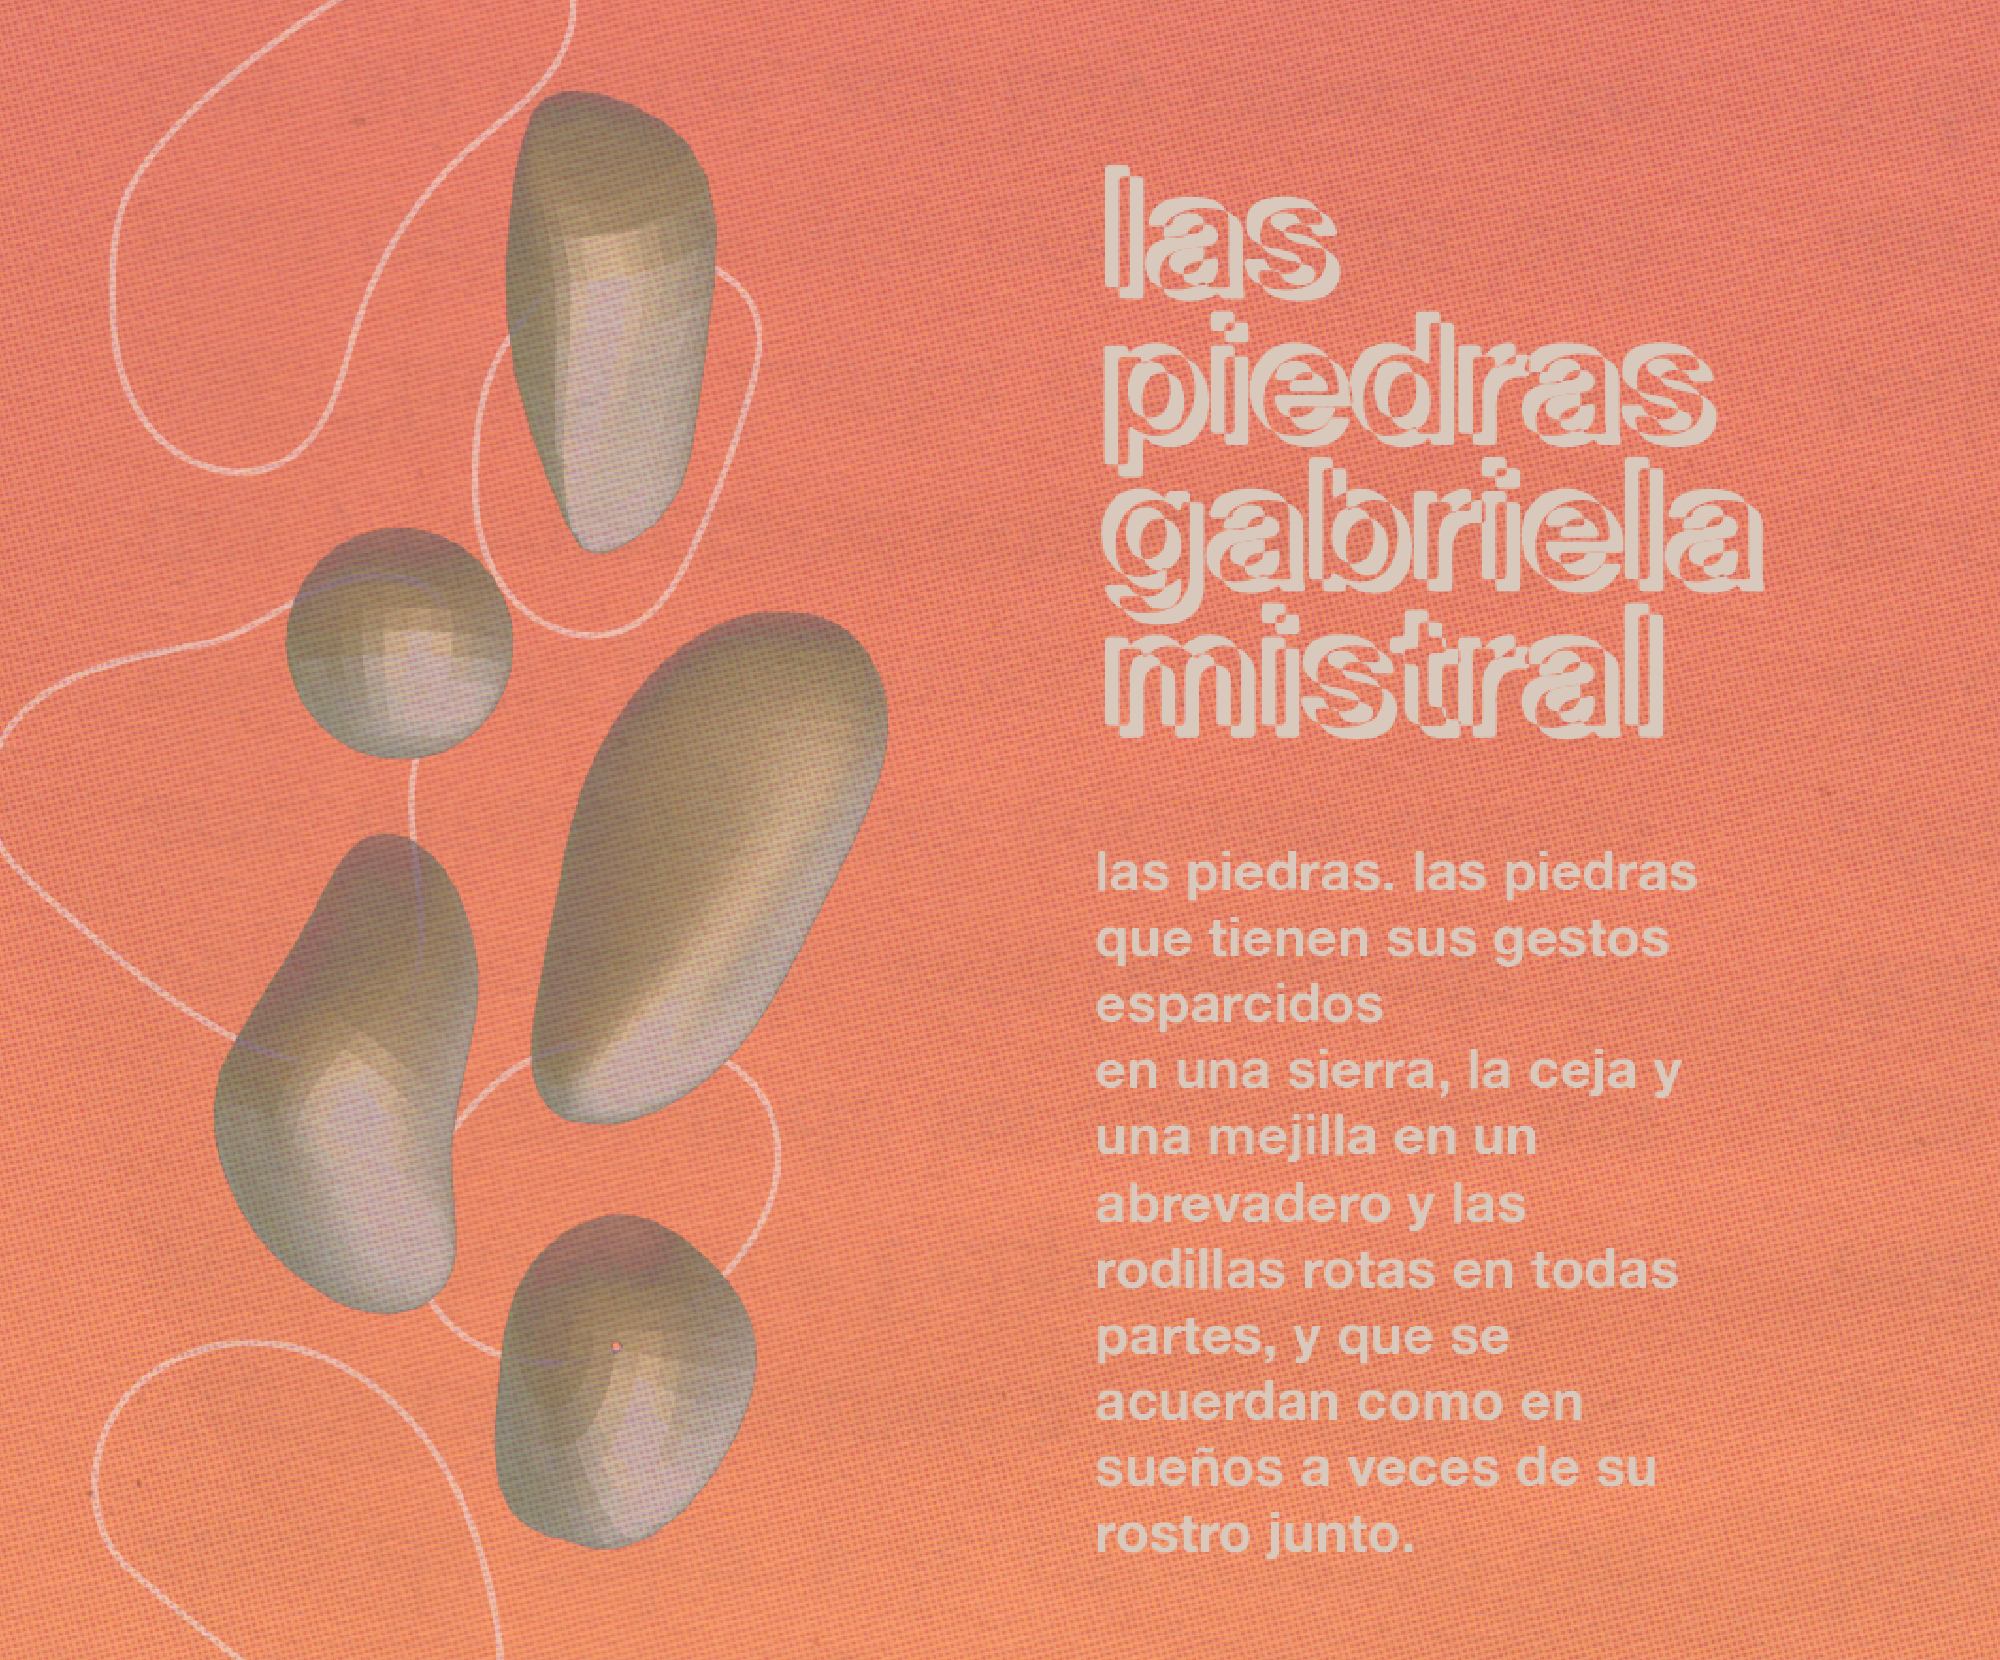 las
piedras
gabriela
mistral
las piedras. las piedras
que tienen sus gestos
esparcidos
en una sierra, la ceja y
una mejilla en un
abrevadero y las
rodillas rotas en todas
partes, y que se
acuerdan como en
sueños a veces de su
rostro junto.